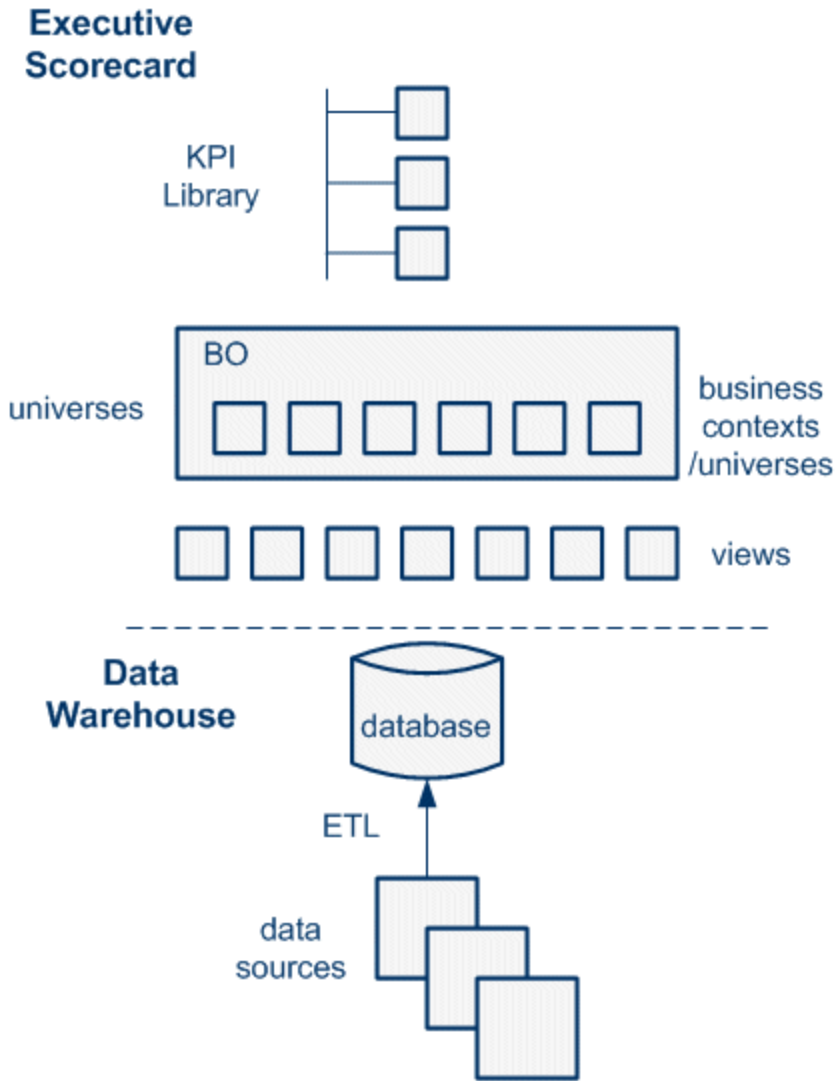 Executive
Scorecard
KPI
Library
BO
universes
business
contexts
/universes
views
Data
Warehouse
database
ETL
data
sources